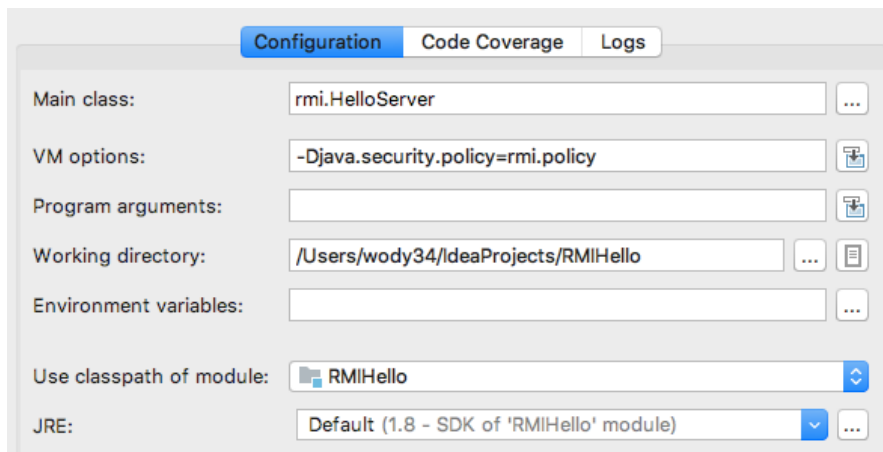 Configuration Code Coverage Logs
Main class: rmi.HelloServer ...
VM options: -Djava.security.policy=rmi.policy
Program arguments:
Working directory: /Users/wody34/IdeaProjects/RMIHello ...
Environment variables: ...
Use classpath of module: RMIHello
JRE: Default (1.8 - SDK of 'RMIHello' module) ...